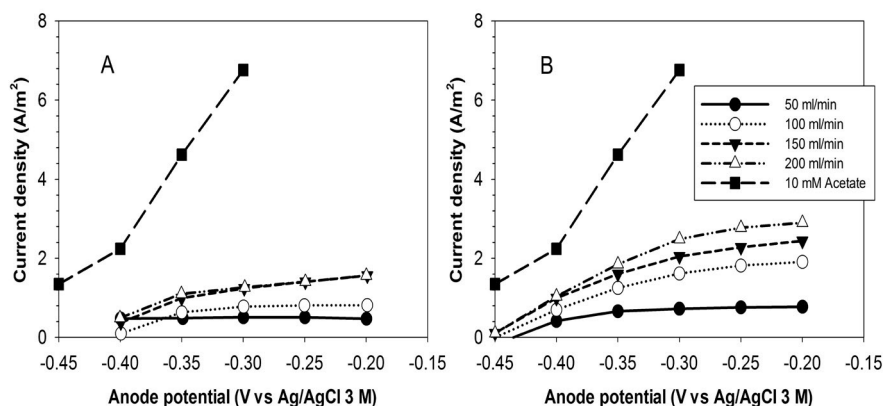 A
8
6
4
2
0
Current density (A/m²)
-0.45 -0.40 -0.35 -0.30 -0.25 -0.20 -0.15
Anode potential (V vs Ag/AgCl 3 M)
B
8
6
4
2
0
Current density (A/m²)
50 ml/min
100 ml/min
150 ml/min
200 ml/min
10 mM Acetate
-0.45 -0.40 -0.35 -0.30 -0.25 -0.20 -0.15
Anode potential (V vs Ag/AgCl 3 M)